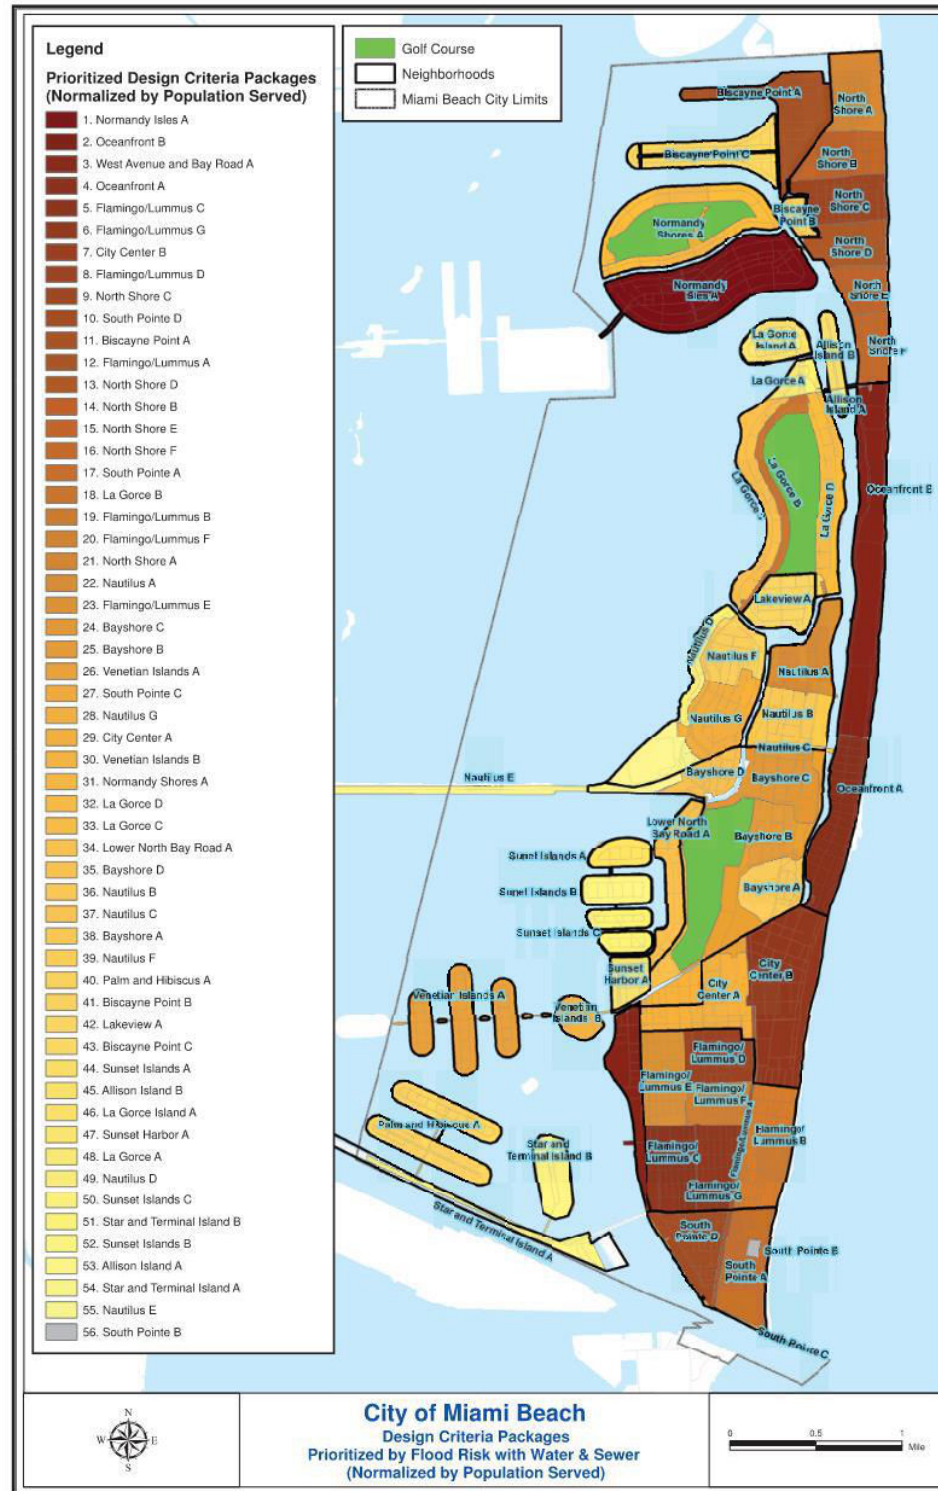 Legend
Prioritized Design Criteria Packages
(Normalized by Population Served)
1. Normandy Isles A
2. Oceanfront B
3. West Avenue and Bay Road A
4. Oceanfront A
5. Flamingo/Lummus C
6. Flamingo/Lummus G
7. City Center B
8. Flamingo/Lummus D
9. North Shore C
10. South Pointe D
11. Biscayne Point A
12. Flamingo/Lummus A
13. North Shore D
14. North Shore B
15. North Shore E
16. North Shore F
17. South Pointe A
18. La Gorce B
19. Flamingo/Lummus B
20. Flamingo/Lummus F
21. North Shore A
22. Nautilus A
23. Flamingo/Lummus E
24. Bayshore C
25. Bayshore B
26. Venetian Islands A
27. South Pointe C
28. Nautilus G
29. City Center A
30. Venetian Islands B
31. Normandy Shores A
32. La Gorce D
33. La Gorce C
34. Lower North Bay Road A
35. Bayshore D
36. Nautilus B
37. Nautilus C
38. Bayshore A
39. Nautilus F
40. Palm and Hibiscus A
41. Biscayne Point B
42. Lakeview A
43. Biscayne Point C
44. Sunset Islands A
45. Allison Island B
46. La Gorce Island A
47. Sunset Harbor A
48. La Gorce A
49. Nautilus D
50. Sunset Islands C
51. Star and Terminal Island B
52. Sunset Islands B
53. Allison Island A
54. Star and Terminal Island A
55. Nautilus E
56. South Pointe B
Golf Course
Neighborhoods
Miami Beach City Limits
Biscayne Point A
North
Shore A
North
Shore B
Biscayne Point C
North
Shore C
Biscayne
Point B
Normandy
Shores A
North
Shore D
Normandy
Isles A
North
Shore E
La Gorce
Island A
Allison
Island B
North
Shore F
La Gorce A
Allison
Island A
La Gorce B
La Gorce C
La Gorce D
Oceanfront B
Lakeview A
Nautilus D
Nautilus F
Nautilus A
Nautilus G
Nautilus B
Nautilus C
Nautilus E
Bayshore D
Bayshore C
Oceanfront A
Lower North
Bay Road A
Bayshore B
Sunset Islands A
Bayshore A
Sunset Islands B
Sunset Islands C
Sunset
Harbor A
City
Center B
City
Center A
Venetian Islands A
Venetian
Islands B
Flamingo/
Lummus D
Flamingo/
Lummus E
Flamingo/
Lummus F
Flamingo/Lummus A
Flamingo/
Lummus B
Palm and Hibiscus A
Star and
Terminal Island B
Flamingo/
Lummus C
Flamingo/
Lummus G
Star and Terminal Island A
South
Pointe D
South Pointe B
South
Pointe A
South Pointe C
N
W
E
S
City of Miami Beach
Design Criteria Packages
Prioritized by Flood Risk with Water & Sewer
(Normalized by Population Served)
0 0.5 1
Mile